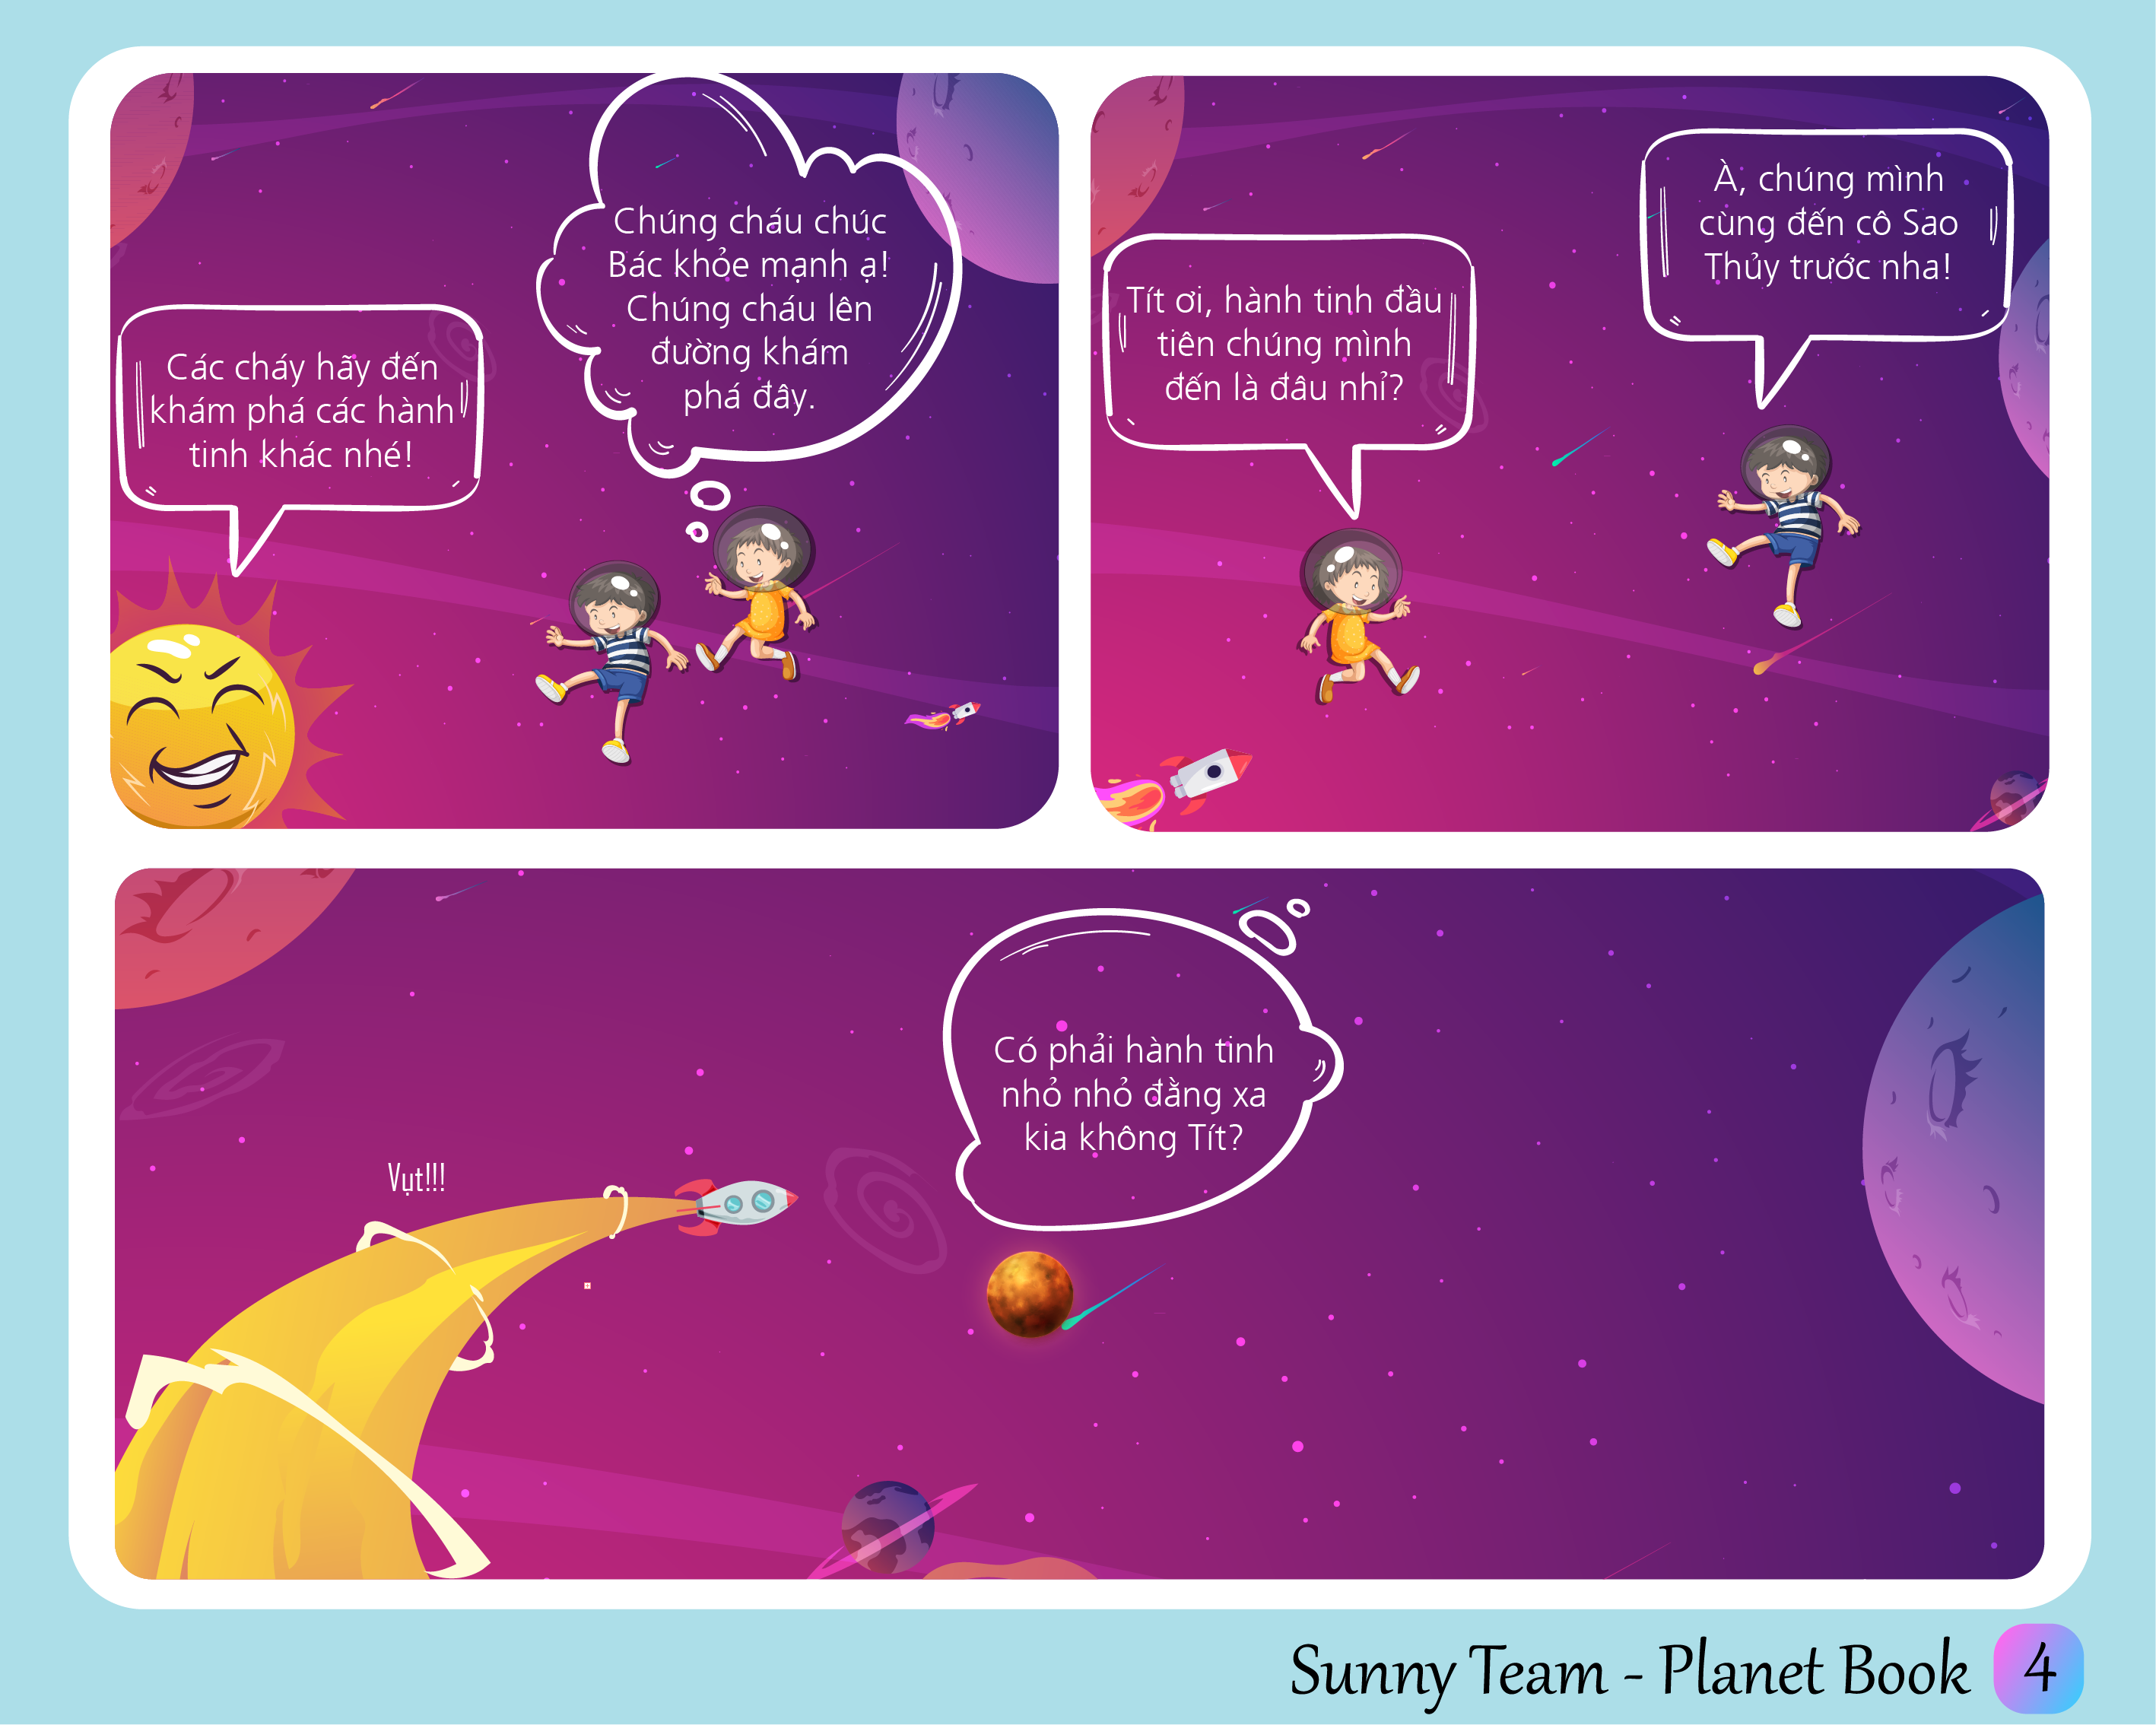 Các cháy hãy đến
khám phá các hành
tinh khác nhé!
Chúng cháu chúc
Bác khỏe mạnh ạ!
Chúng cháu lên
đường khám
phá đây.
Tít ơi, hành tinh đầu
tiên chúng mình
đến là đâu nhỉ?
À, chúng mình
cùng đến cô Sao
Thủy trước nha!
Vụt!!!
Có phải hành tinh
nhỏ nhỏ đằng xa
kia không Tít?
Sunny Team - Planet Book 4